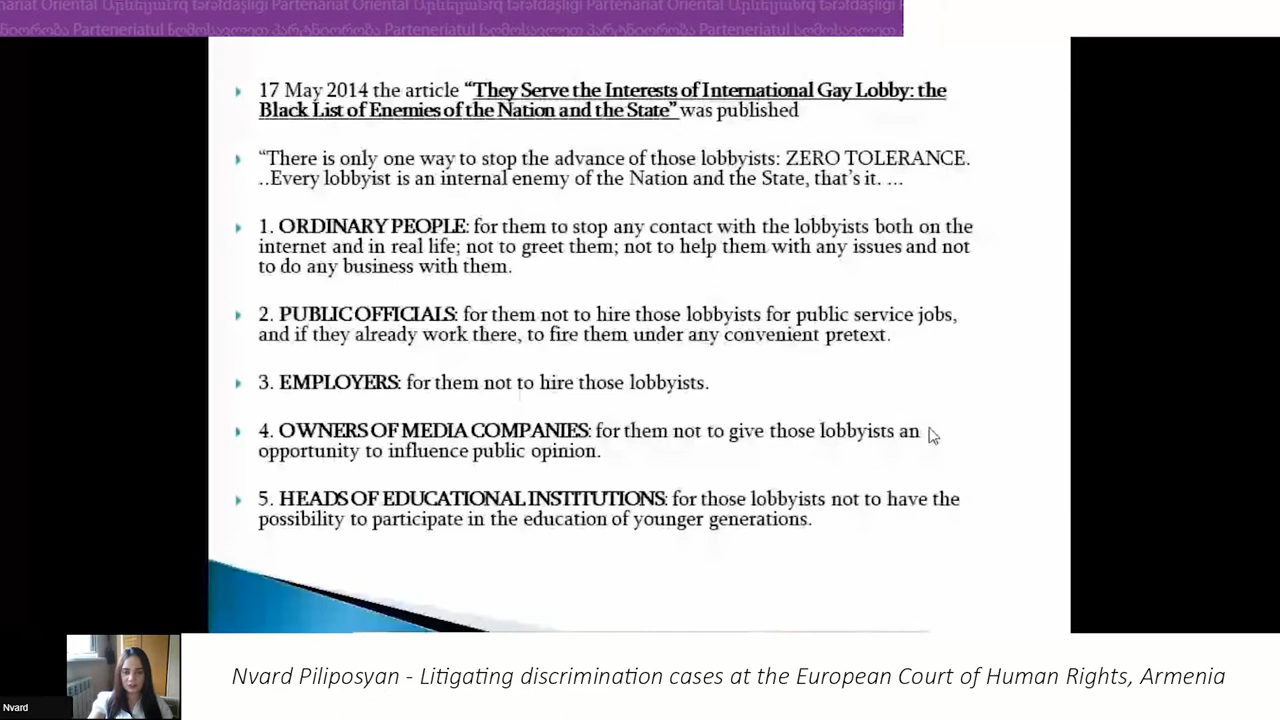 Partenariat Oriental Արևելյան Tərəfdaşlığı Partenariat Oriental Արևելյան Tərəfdaşlığı
Parteneriatul
17 May 2014 the article “They Serve the Interests of International Gay Lobby: the
Black List of Enemies of the Nation and the State” was published
“There is only one way to stop the advance of those lobbyists: ZERO TOLERANCE.
..Every lobbyist is an internal enemy of the Nation and the State, that’s it. ...
1. ORDINARY PEOPLE: for them to stop any contact with the lobbyists both on the
internet and in real life; not to greet them; not to help them with any issues and not
to do any business with them.
2. PUBLIC OFFICIALS: for them not to hire those lobbyists for public service jobs,
and if they already work there, to fire them under any convenient pretext.
3. EMPLOYERS: for them not to hire those lobbyists.
4. OWNERS OF MEDIA COMPANIES: for them not to give those lobbyists an
opportunity to influence public opinion.
5. HEADS OF EDUCATIONAL INSTITUTIONS: for those lobbyists not to have the
possibility to participate in the education of younger generations.
Nvard Piliposyan - Litigating discrimination cases at the European Court of Human Rights, Armenia
Nvard